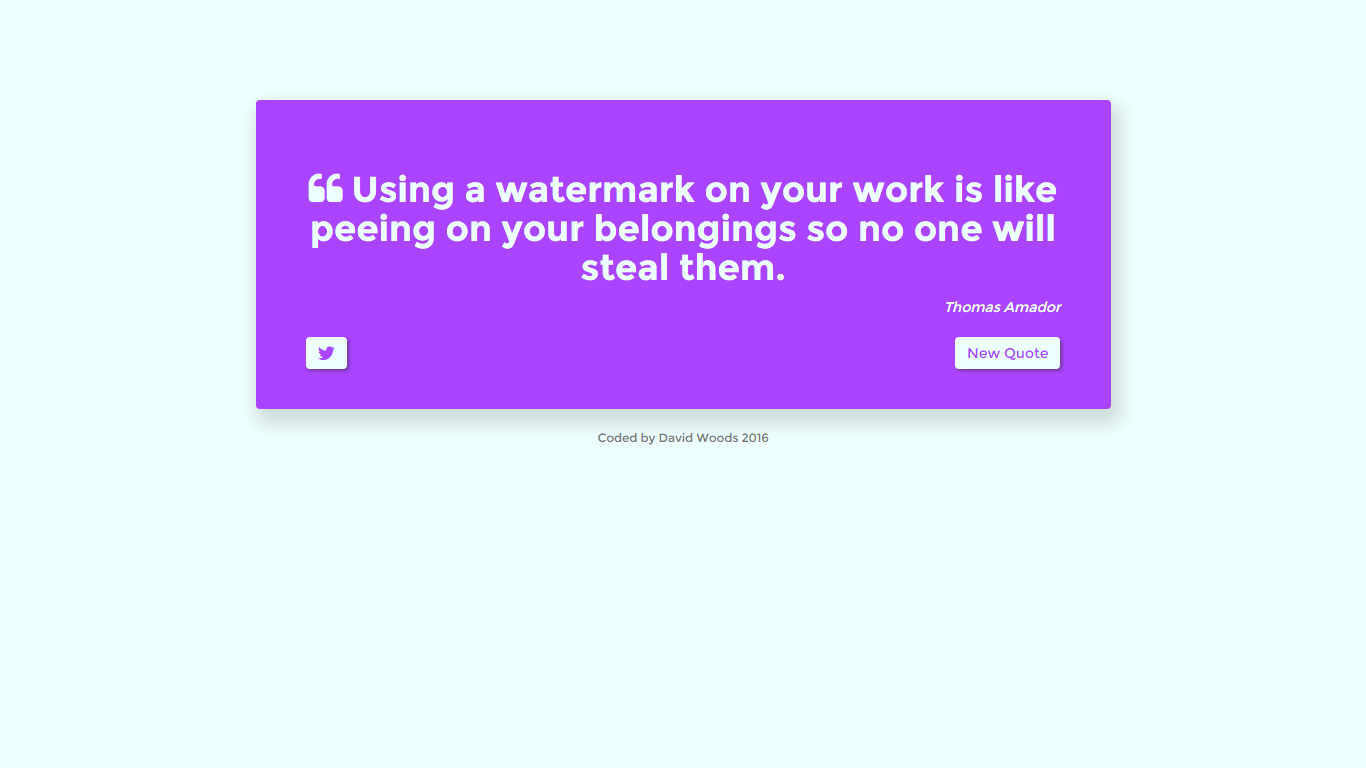 ❝ Using a watermark on your work is like
peeing on your belongings so no one will
steal them.
Thomas Amador
New Quote
Coded by David Woods 2016